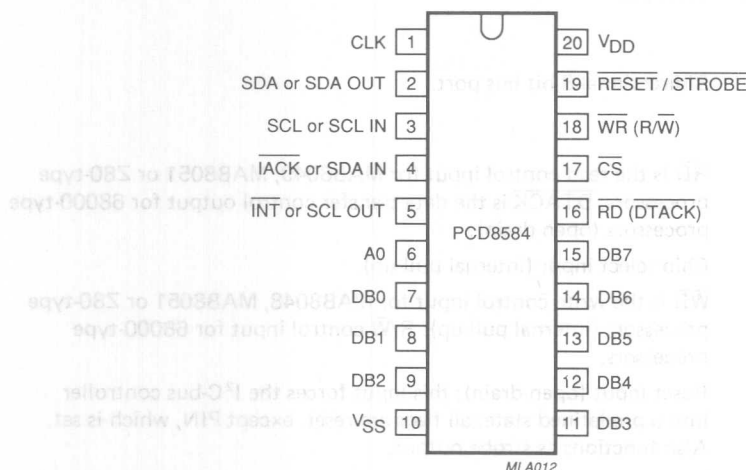 CLK 1
20 VDD
SDA or SDA OUT 2
19 RESET / STROBE
SCL or SCL IN 3
18 WR (R/W)
IACK or SDA IN 4
17 CS
INT or SCL OUT 5
16 RD (DTACK)
PCD8584
A0 6
15 DB7
DB0 7
14 DB6
DB1 8
13 DB5
DB2 9
12 DB4
VSS 10
11 DB3
MLA012